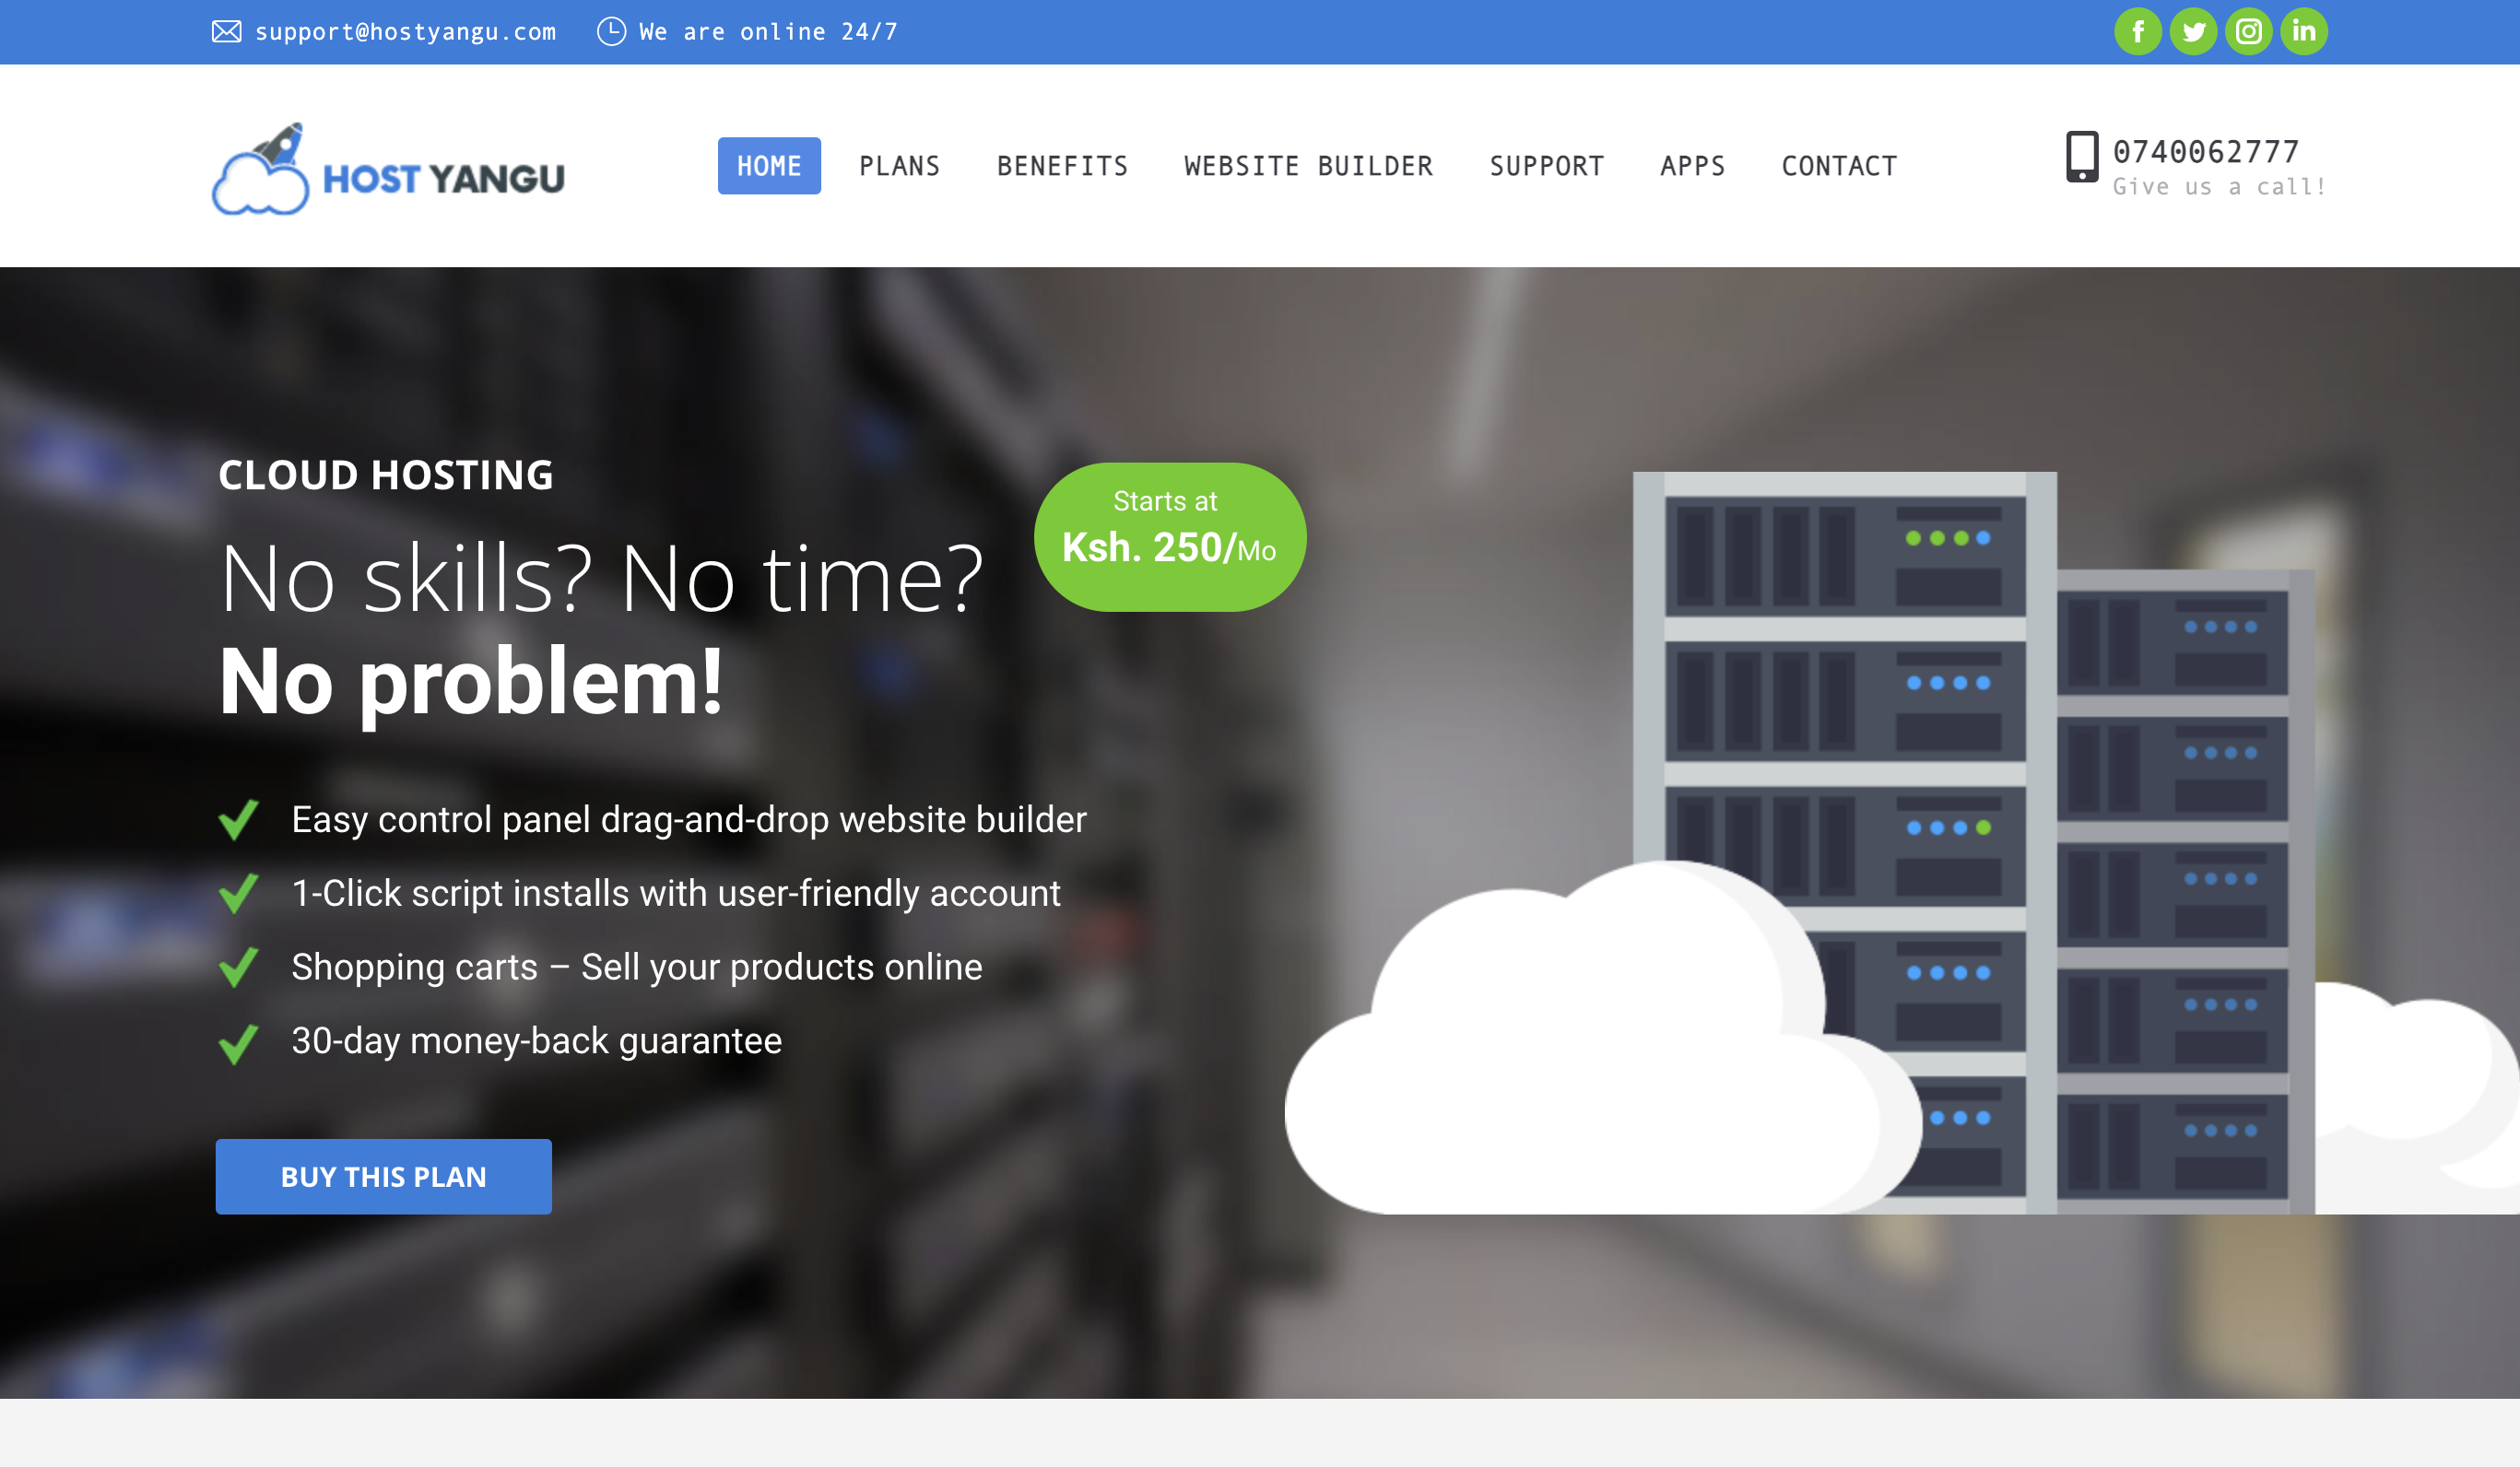 support@hostyangu.com We are online 24/7
HOST YANGU
HOME PLANS BENEFITS WEBSITE BUILDER SUPPORT APPS CONTACT
0740062777
Give us a call!
CLOUD HOSTING
No skills? No time?
No problem!
Starts at
Ksh. 250/Mo
Easy control panel drag-and-drop website builder
1-Click script installs with user-friendly account
Shopping carts – Sell your products online
30-day money-back guarantee
BUY THIS PLAN